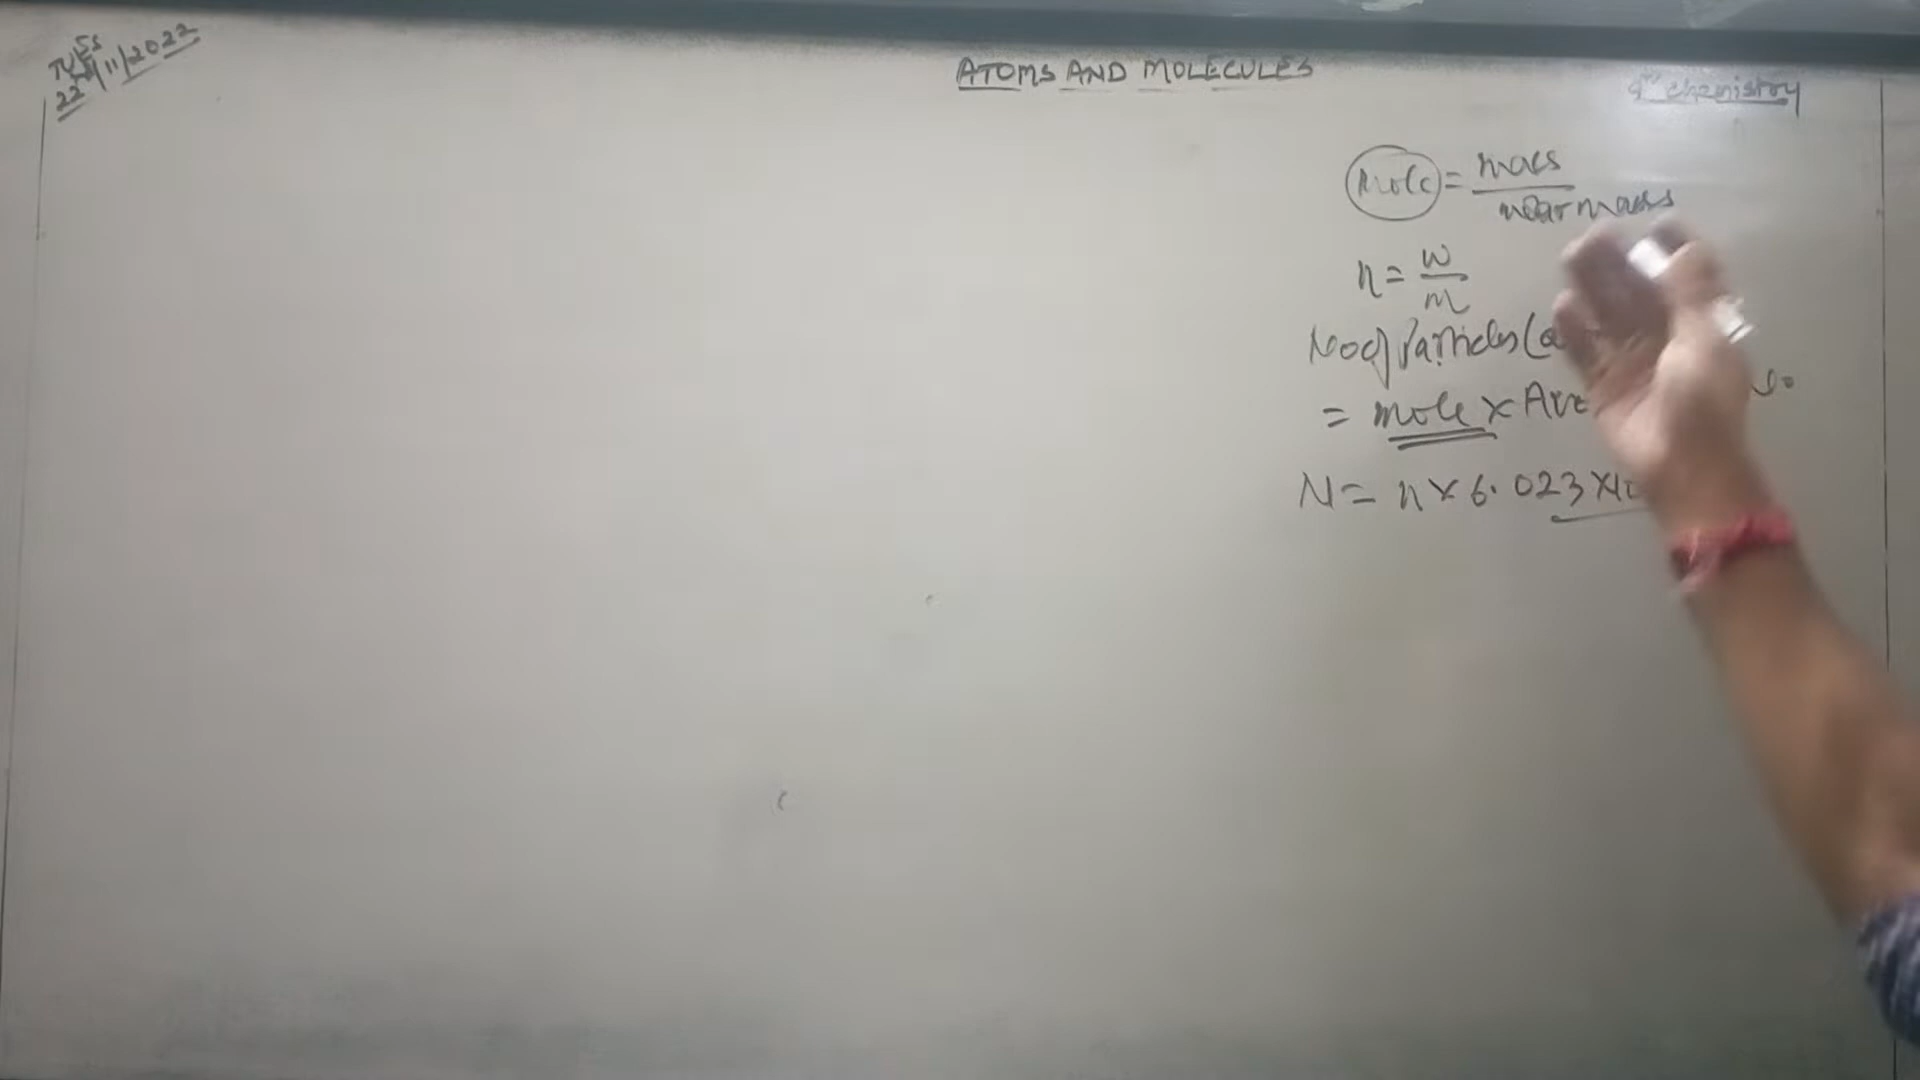 TUES
22/11/2022
ATOMS AND MOLECULES
9th chemistry
mole = mass
molar mass
n = w
m
No of Particles (a
= mole × Av
N = n × 6.023 × 10